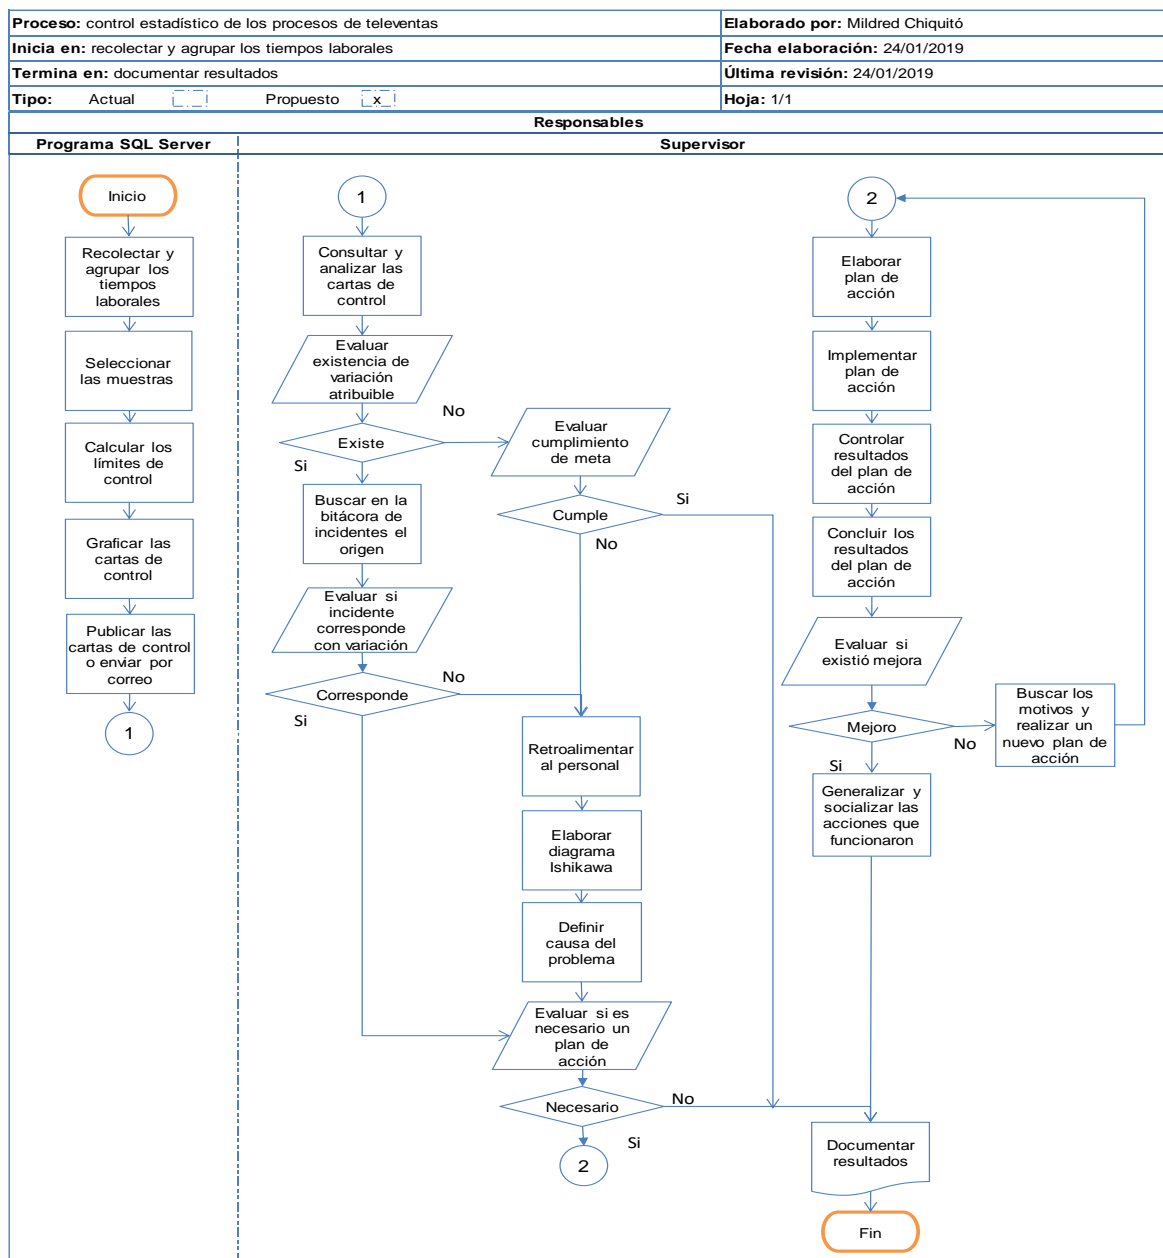 Proceso: control estadístico de los procesos de televentas
Elaborado por: Mildred Chiquitó
Inicia en: recolectar y agrupar los tiempos laborales
Fecha elaboración: 24/01/2019
Termina en: documentar resultados
Última revisión: 24/01/2019
Tipo: Actual Propuesto x
Hoja: 1/1
Responsables
Programa SQL Server
Supervisor
Inicio
Recolectar y
agrupar los
tiempos
laborales
Seleccionar
las muestras
Calcular los
límites de
control
Graficar las
cartas de
control
Publicar las
cartas de control
o enviar por
correo
1
1
Consultar y
analizar las
cartas de
control
Evaluar
existencia de
variación
atribuible
Existe
No
Si
Buscar en la
bitácora de
incidentes el
origen
Evaluar si
incidente
corresponde
con variación
Corresponde
No
Si
Evaluar
cumplimiento
de meta
Cumple
Si
No
Retroalimentar
al personal
Elaborar
diagrama
Ishikawa
Definir
causa del
problema
Evaluar si es
necesario un
plan de
acción
Necesario
No
Si
2
2
Elaborar
plan de
acción
Implementar
plan de
acción
Controlar
resultados
del plan de
acción
Concluir los
resultados
del plan de
acción
Evaluar si
existió mejora
Mejoro
No
Si
Buscar los
motivos y
realizar un
nuevo plan de
acción
Generalizar y
socializar las
acciones que
funcionaron
Documentar
resultados
Fin